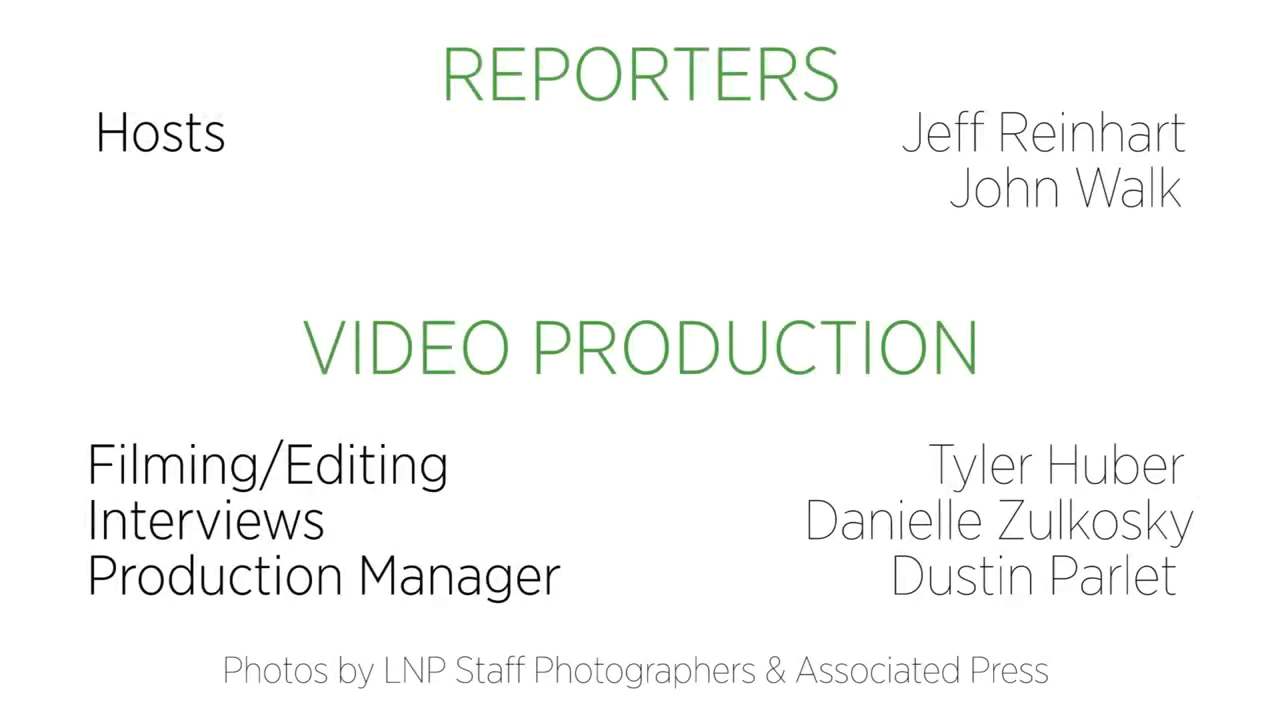 REPORTERS
Hosts Jeff Reinhart
John Walk
VIDEO PRODUCTION
Filming/Editing Tyler Huber
Interviews Danielle Zulkosky
Production Manager Dustin Parlet
Photos by LNP Staff Photographers & Associated Press